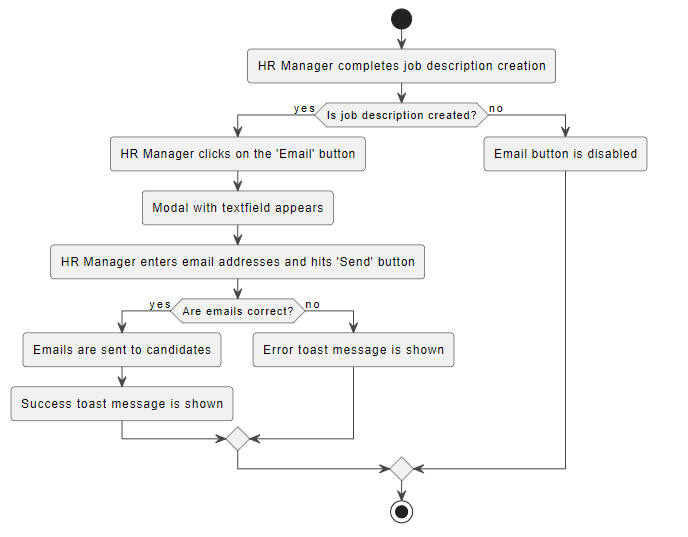 HR Manager completes job description creation
yes
Is job description created?
no
HR Manager clicks on the 'Email' button
Email button is disabled
Modal with textfield appears
HR Manager enters email addresses and hits 'Send' button
yes
Are emails correct?
no
Emails are sent to candidates
Error toast message is shown
Success toast message is shown